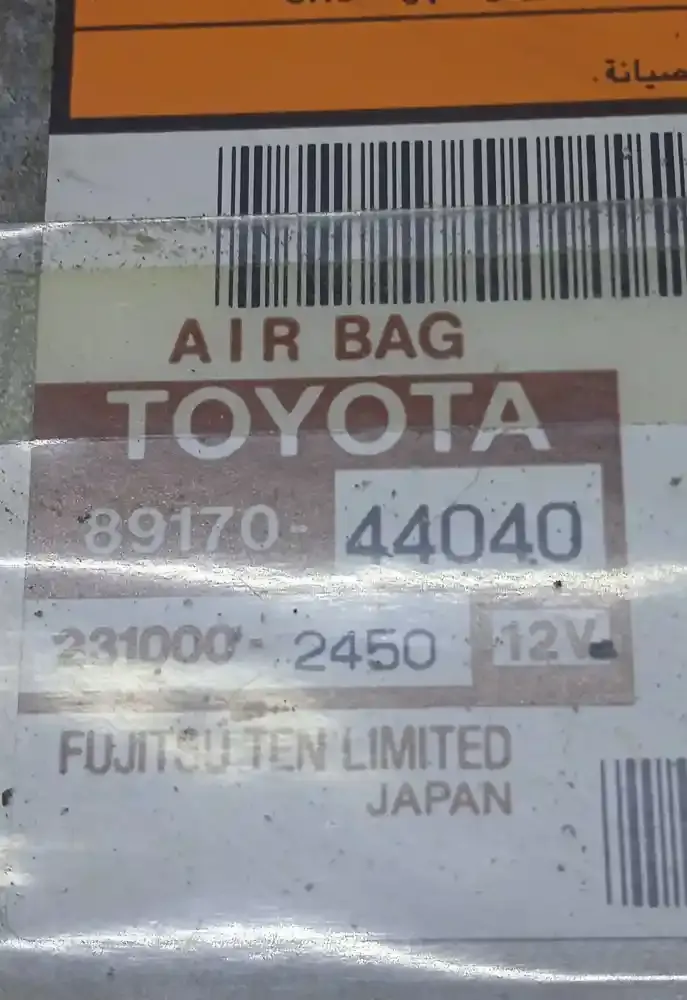 صيانة.
AIR BAG
TOYOTA
89170- 44040
231000- 2450 12V
FUJITSU TEN LIMITED
JAPAN